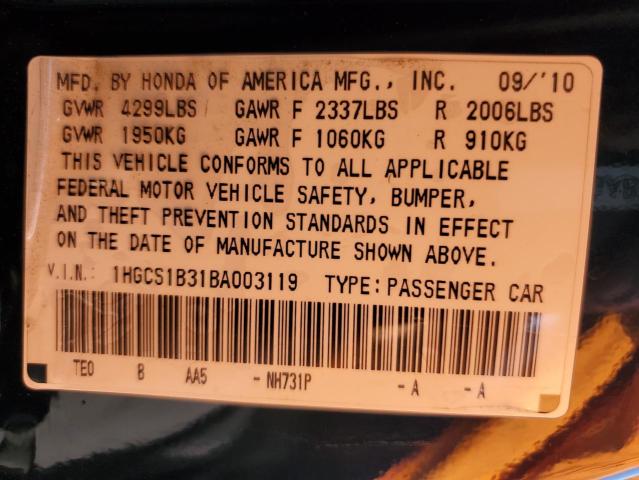 MFD. BY HONDA OF AMERICA MFG., INC. 09/'10
GVWR 4299LBS GAWR F 2337LBS R 2006LBS
GVWR 1950KG GAWR F 1060KG R 910KG
THIS VEHICLE CONFORMS TO ALL APPLICABLE
FEDERAL MOTOR VEHICLE SAFETY, BUMPER,
AND THEFT PREVENTION STANDARDS IN EFFECT
ON THE DATE OF MANUFACTURE SHOWN ABOVE.
V.I.N.: 1HGCS1B31BA003119 TYPE:PASSENGER CAR
TE0 B AA5 -NH731P -A -A